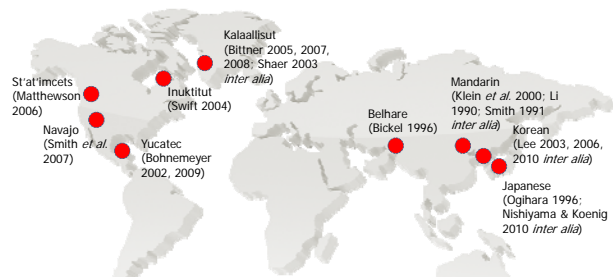 Kalaallisut
(Bittner 2005, 2007,
2008; Shaer 2003
inter alia)
St'at'imcets
(Matthewson
2006)
Inuktitut
(Swift 2004)
Navajo
(Smith et al.
2007)
Yucatec
(Bohnemeyer
2002, 2009)
Belhare
(Bickel 1996)
Mandarin
(Klein et al. 2000; Li
1990; Smith 1991
inter alia)
Korean
(Lee 2003, 2006,
2010 inter alia)
Japanese
(Ogihara 1996;
Nishiyama & Koenig
2010 inter alia)